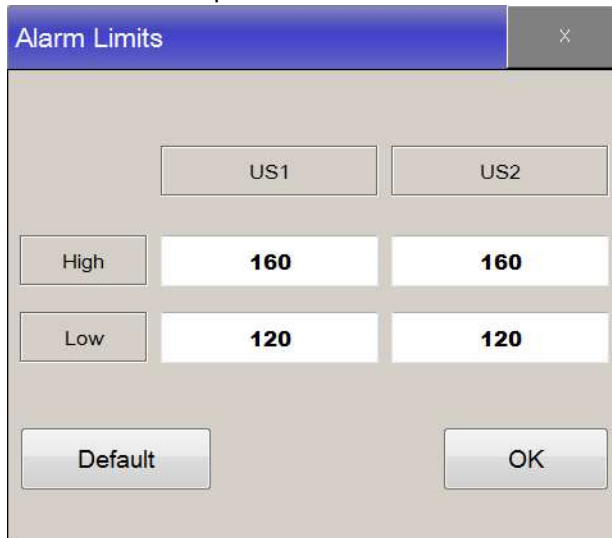 Alarm Limits X
US1 US2
High 160 160
Low 120 120
Default OK